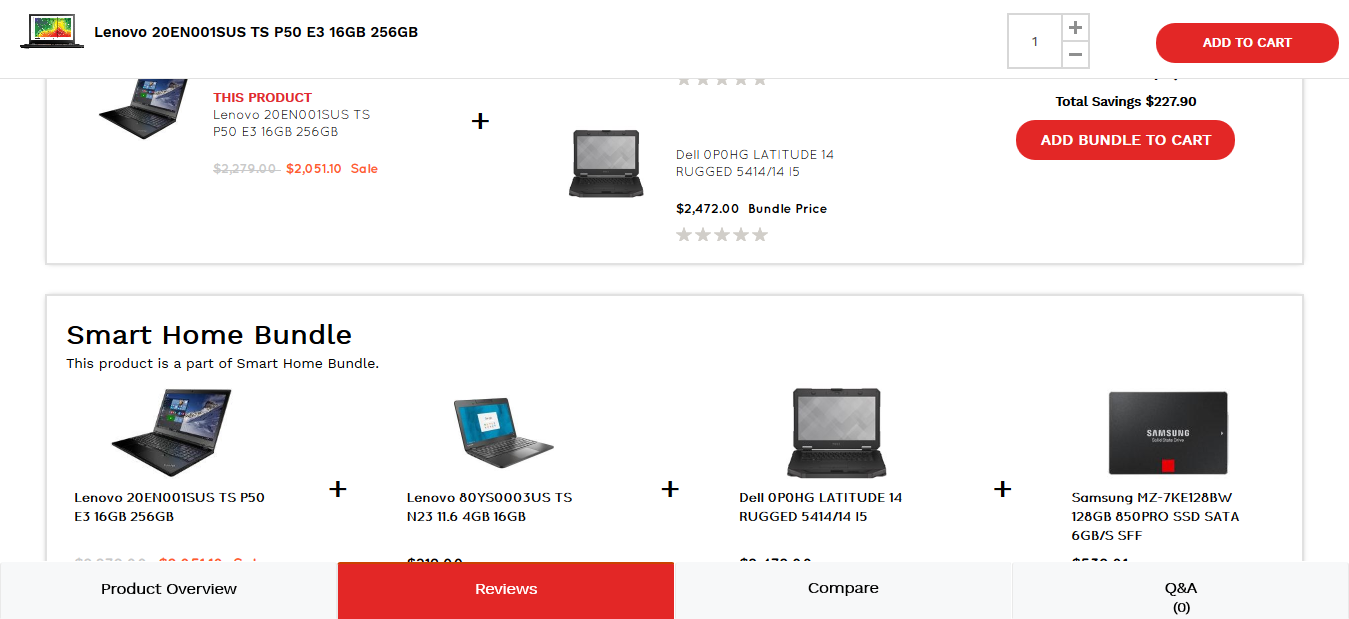 Lenovo 20EN001SUS TS P50 E3 16GB 256GB
1
ADD TO CART
THIS PRODUCT
Lenovo 20EN001SUS TS
P50 E3 16GB 256GB
$2,279.00 $2,051.10 Sale
+
Dell 0P0HG LATITUDE 14
RUGGED 5414/14 I5
$2,472.00 Bundle Price
Total Savings $227.90
ADD BUNDLE TO CART
Smart Home Bundle
This product is a part of Smart Home Bundle.
Lenovo 20EN001SUS TS P50
E3 16GB 256GB
+
Lenovo 80YS0003US TS
N23 11.6 4GB 16GB
+
Dell 0P0HG LATITUDE 14
RUGGED 5414/14 I5
+
SAMSUNG
Solid State Drive
Samsung MZ-7KE128BW
128GB 850PRO SSD SATA
6GB/S SFF
Product Overview
Reviews
Compare
Q&A
(0)